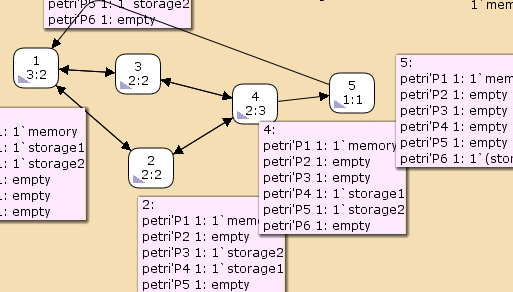 petri'P5 1: 1`storage2
petri'P6 1: empty
1`mem
1
3:2
3
2:2
4
2:3
5
1:1
2
2:2
1: 1`memory
1: 1`storage1
1: 1`storage2
1: empty
1: empty
1: empty
5:
petri'P1 1: 1`mem
petri'P2 1: empty
petri'P3 1: empty
petri'P4 1: empty
petri'P5 1: empty
petri'P6 1: 1`(stor
4:
petri'P1 1: 1`memory
petri'P2 1: empty
petri'P3 1: empty
petri'P4 1: 1`storage1
petri'P5 1: 1`storage2
petri'P6 1: empty
2:
petri'P1 1: 1`mem
petri'P2 1: empty
petri'P3 1: 1`storage2
petri'P4 1: 1`storage1
petri'P5 1: empty